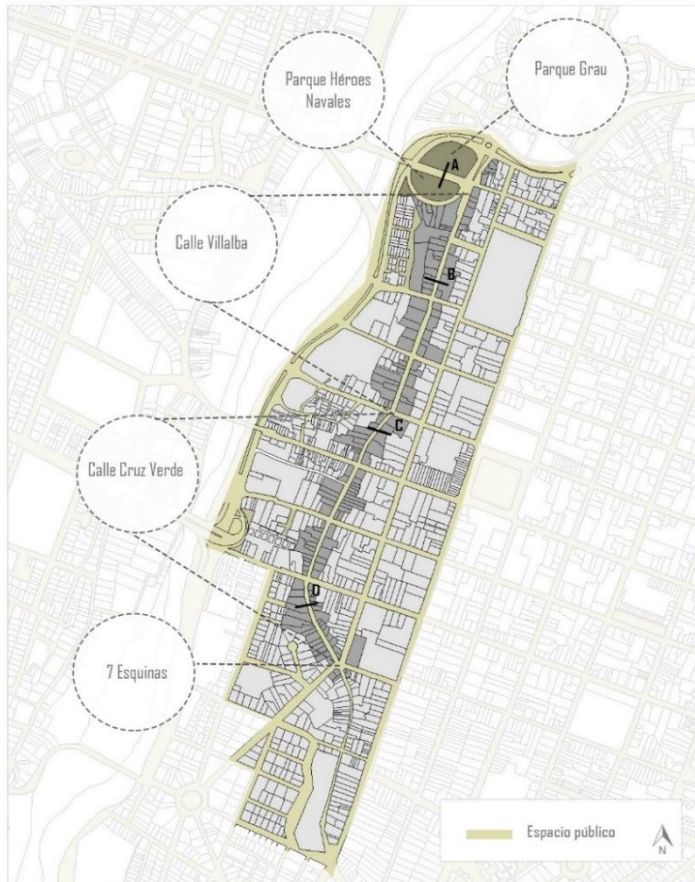 Parque Grau
Parque Héroes
Navales
A
Calle Villalba
B
C
Calle Cruz Verde
D
7 Esquinas
Espacio público
N